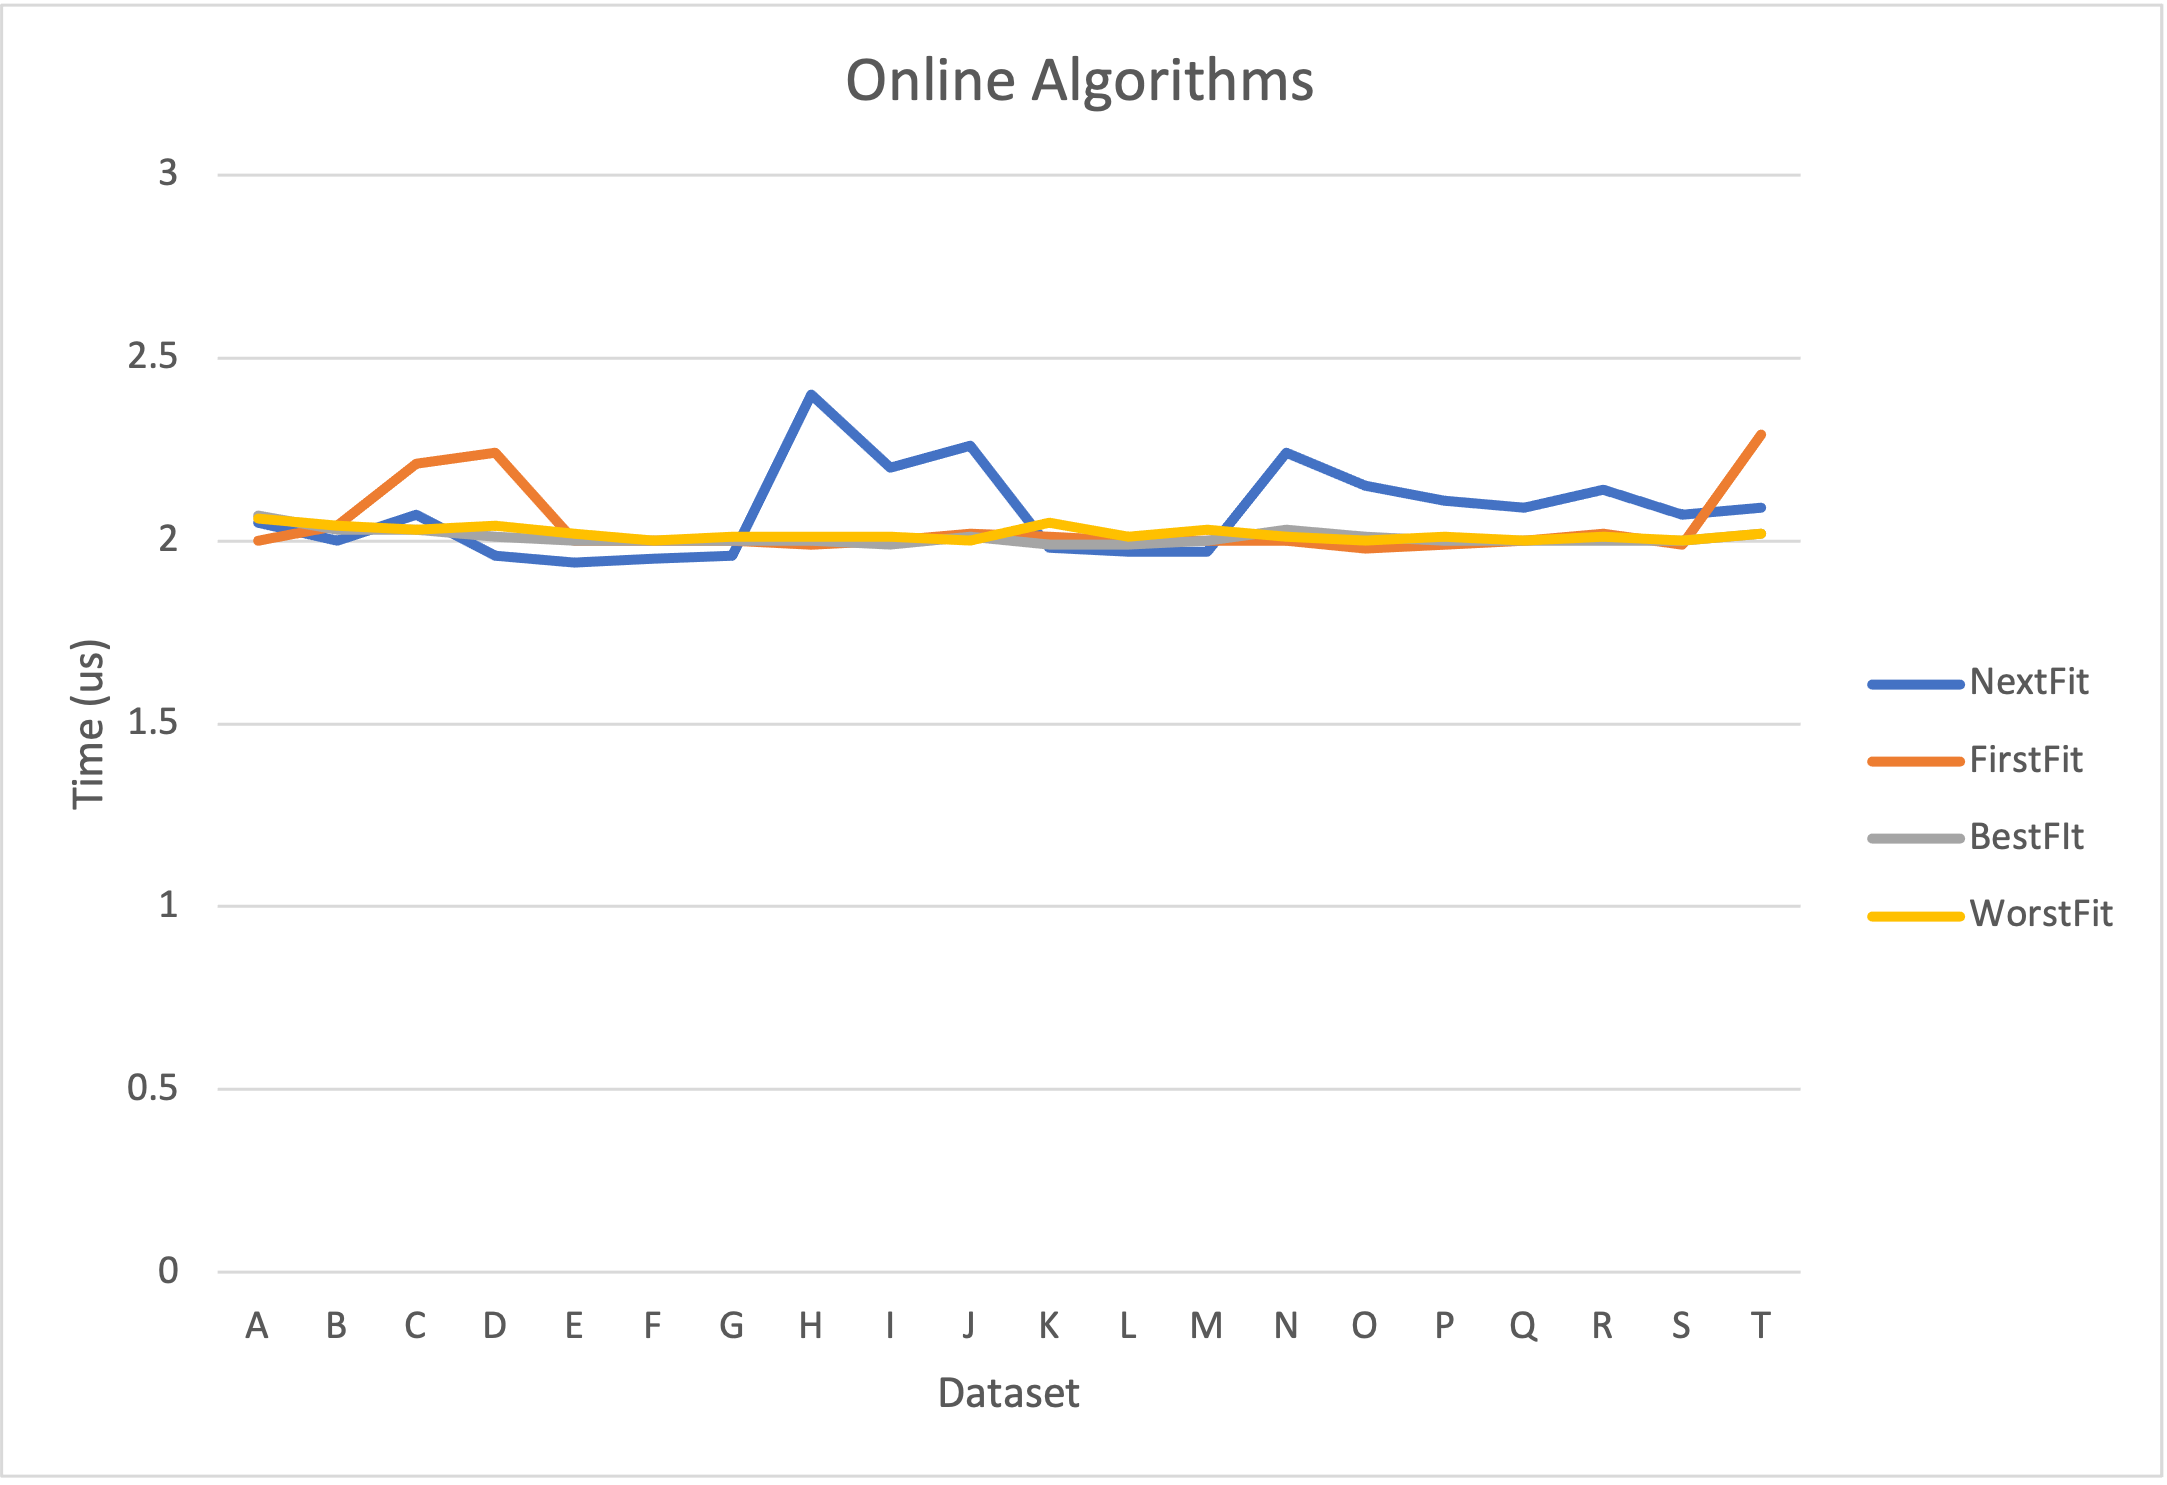 Online Algorithms
3
2.5
2
1.5
1
0.5
0
Time (us)
A B C D E F G H I J K L M N O P Q R S T
Dataset
NextFit
FirstFit
BestFIt
WorstFit